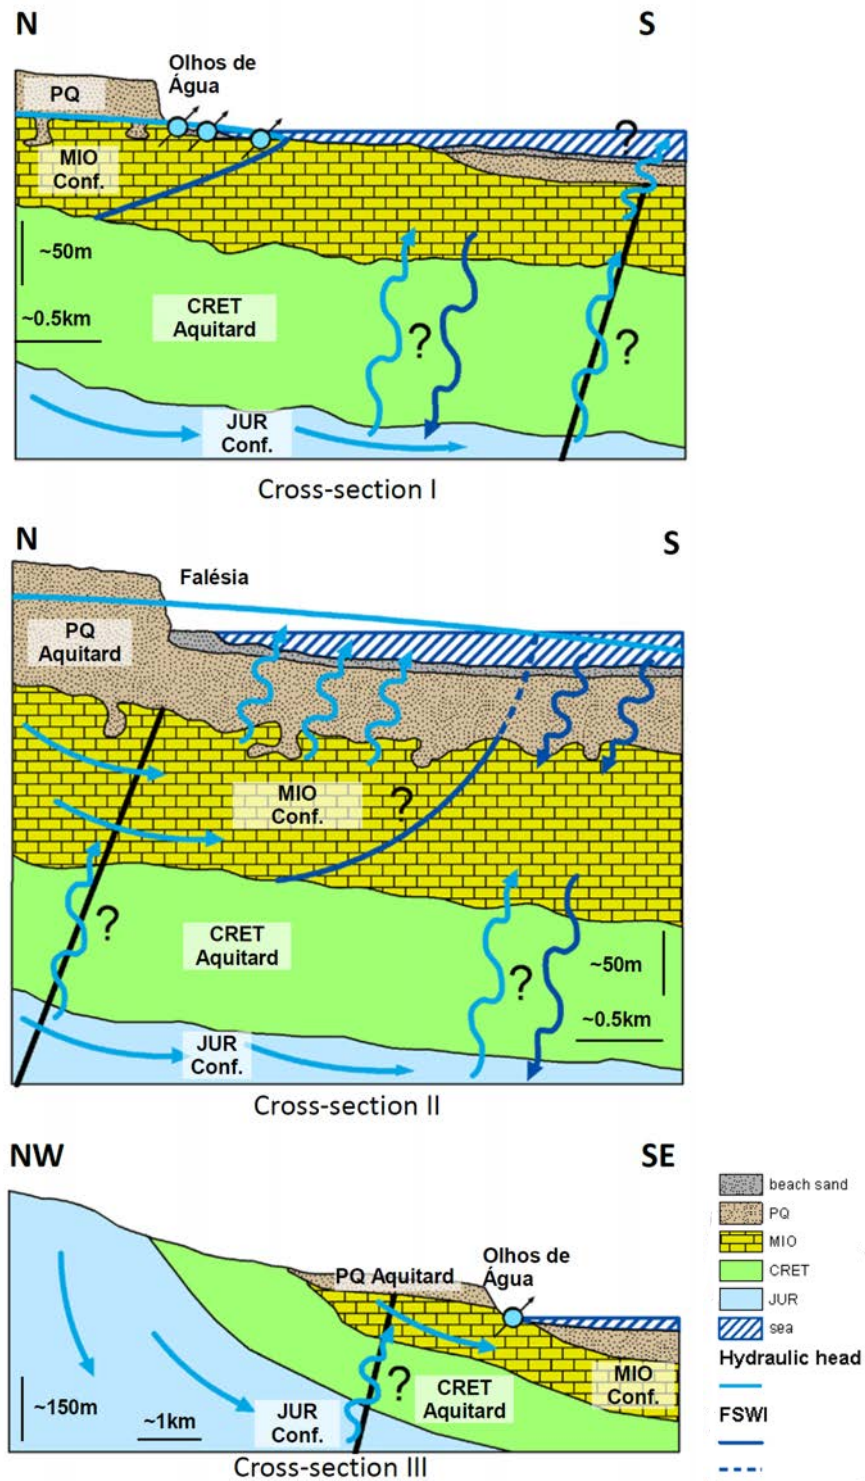 N
S
Olhos de
Água
PQ
?
MIO
Conf.
~50m
CRET
Aquitard
~0.5km
?
?
JUR
Conf.
Cross-section I
N
S
Falésia
PQ
Aquitard
MIO
Conf.
?
?
CRET
Aquitard
?
~50m
~0.5km
JUR
Conf.
Cross-section II
NW
SE
Olhos de
Água
PQ Aquitard
?
MIO
Conf.
CRET
Aquitard
~150m
~1km
JUR
Conf.
Cross-section III
beach sand
PQ
MIO
CRET
JUR
sea
Hydraulic head
FSWI